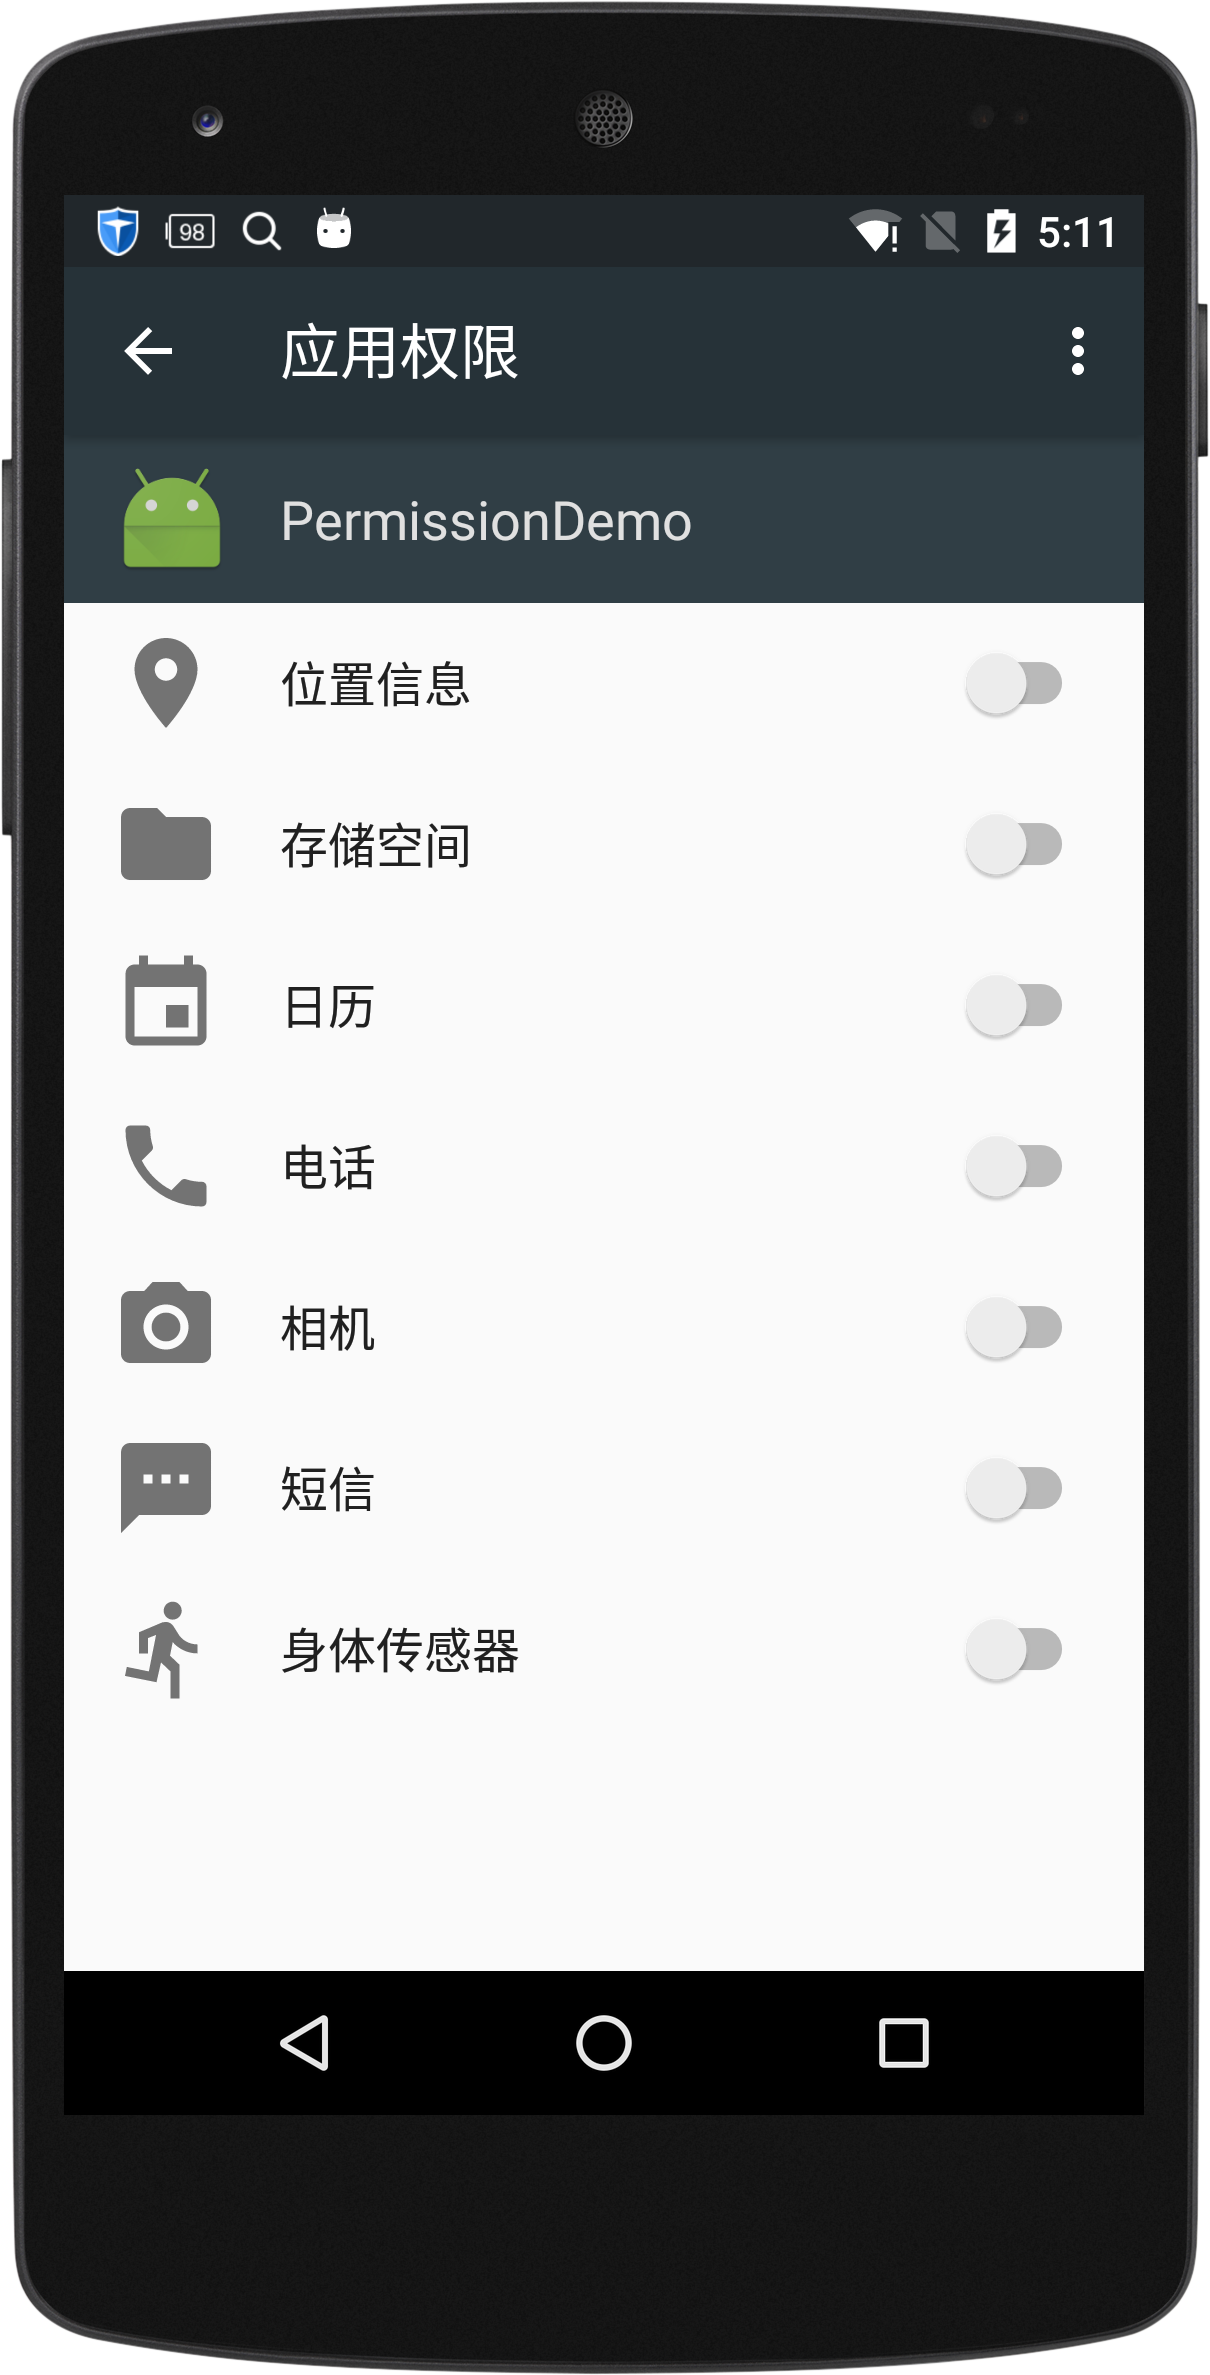 98
5:11
应用权限
PermissionDemo
位置信息
存储空间
日历
电话
相机
短信
身体传感器